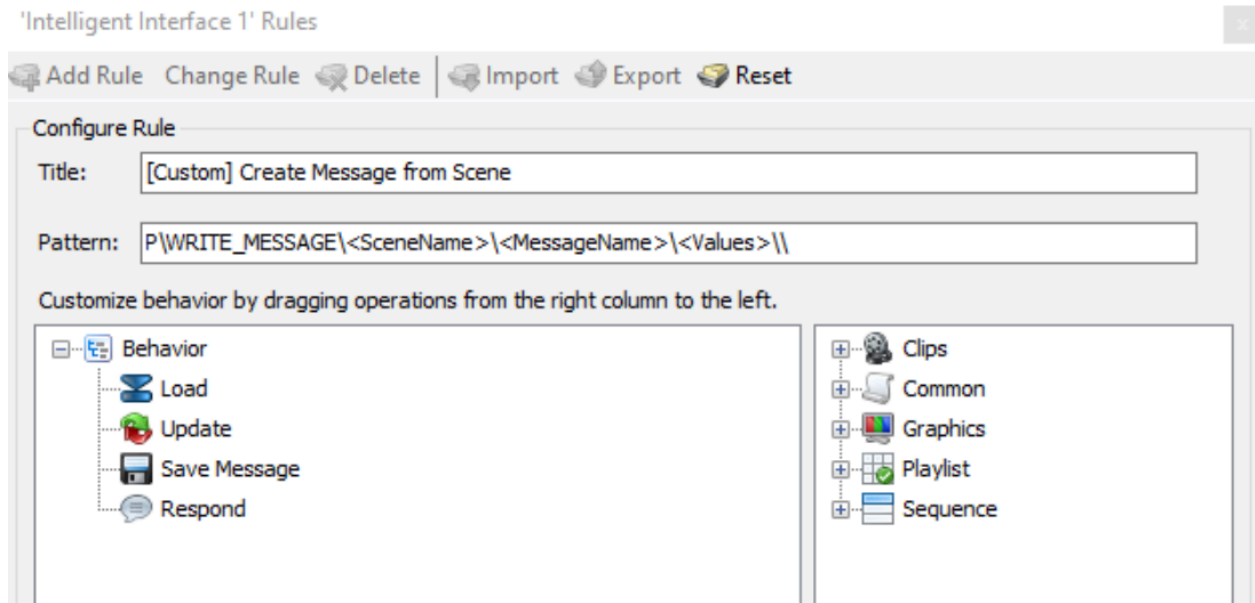 'Intelligent Interface 1' Rules
Add Rule Change Rule Delete Import Export Reset
Configure Rule
Title: [Custom] Create Message from Scene
Pattern: P\WRITE_MESSAGE\<SceneName>\<MessageName>\<Values>\\
Customize behavior by dragging operations from the right column to the left.
Behavior
Load
Update
Save Message
Respond
Clips
Common
Graphics
Playlist
Sequence